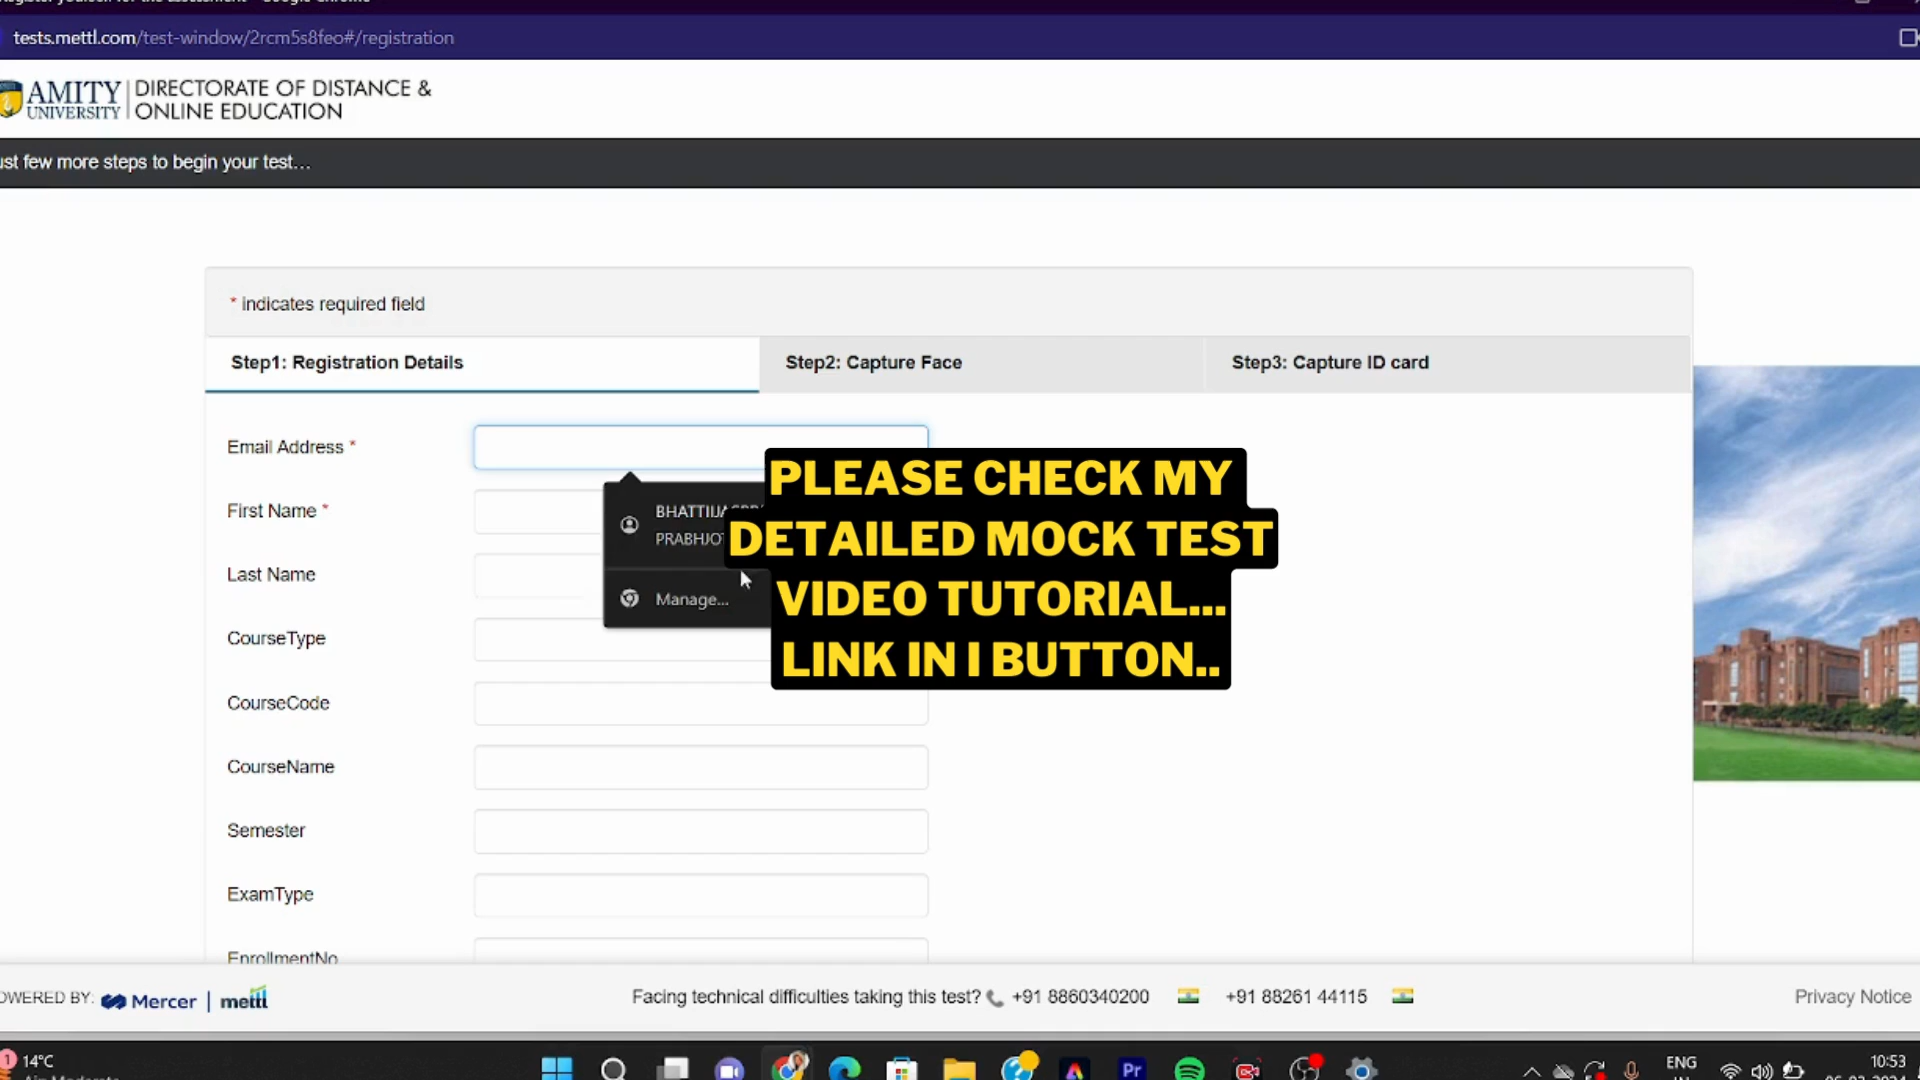 tests.mettl.com/test-window/2rcm5s8feo#/registration
AMITY
UNIVERSITY
DIRECTORATE OF DISTANCE &
ONLINE EDUCATION
ust few more steps to begin your test...
* indicates required field
Step1: Registration Details
Step2: Capture Face
Step3: Capture ID card
Email Address *
First Name *
Last Name
CourseType
CourseCode
CourseName
Semester
ExamType
EnrollmentNo
PRABHJOT
Manage...
PLEASE CHECK MY
DETAILED MOCK TEST
VIDEO TUTORIAL...
LINK IN I BUTTON..
OWERED BY: Mercer | mettl
Facing technical difficulties taking this test? +91 8860340200 +91 88261 44115
Privacy Notice
1
14°C
Pr
ENG
IN
10:53